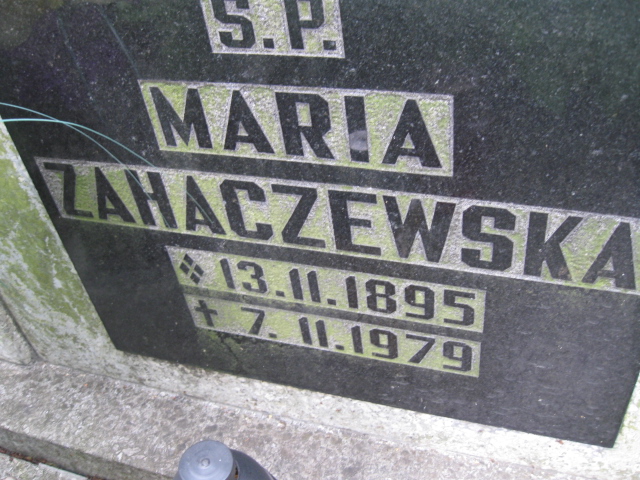 S.P.
MARIA
ZAHACZEWSKA
13.11.1895
✝ 7.11.1979